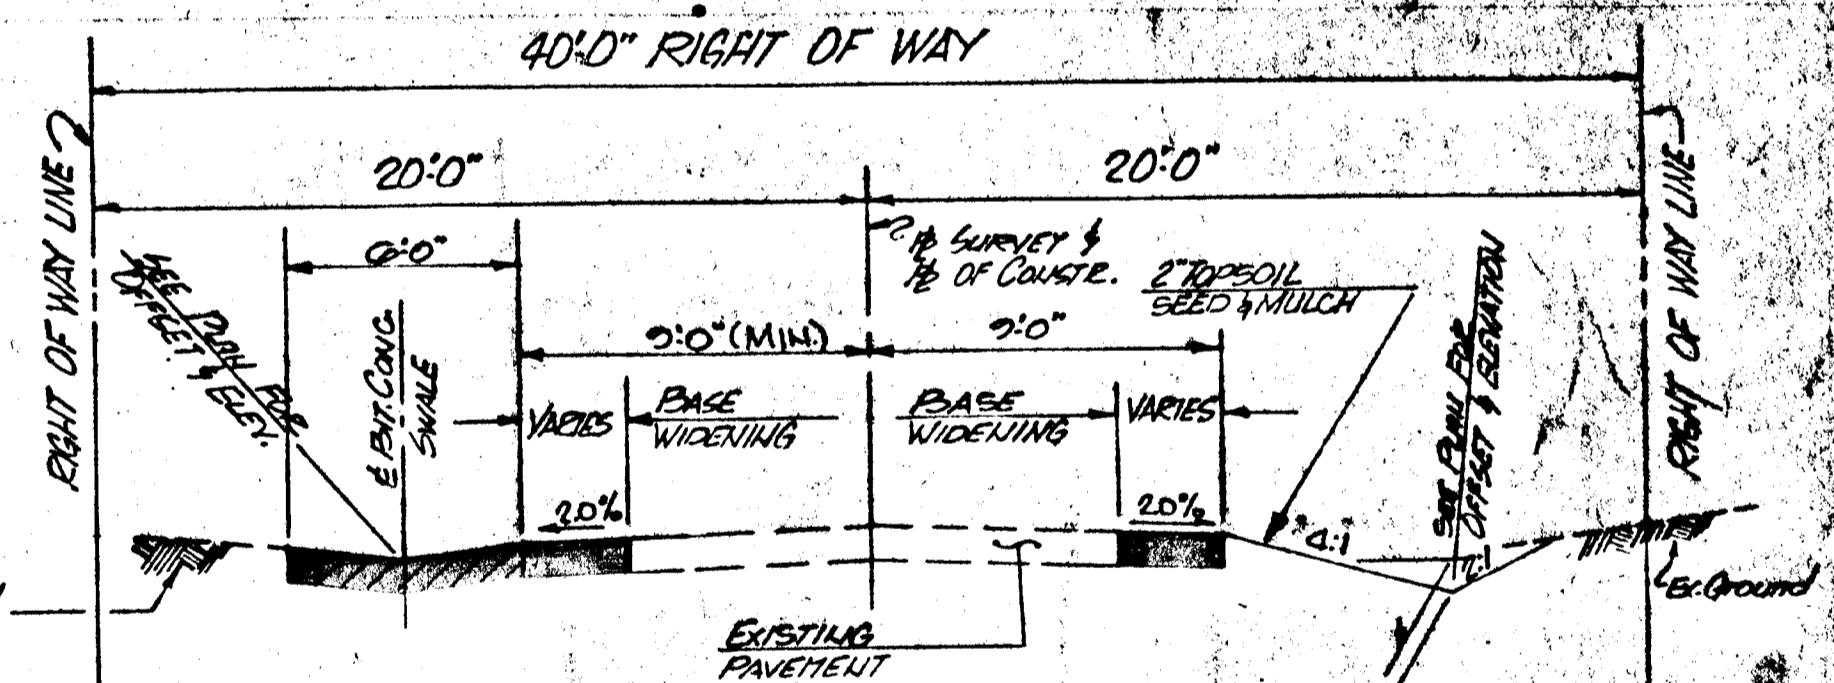 40'-0" RIGHT OF WAY
20'-0"
20'-0"
RIGHT OF WAY LINE
RIGHT OF WAY LINE
6'-0"
℔ SURVEY &
℔ OF CONSTR.
2" TOPSOIL
SEED & MULCH
SEE PLAN FOR
OFFSET & ELEV.
℄ BIT. CONC.
SWALE
9'-0" (MIN.)
9'-0"
SEE PLAN FOR
OFFSET & ELEVATION
VARIES
BASE
WIDENING
BASE
WIDENING
VARIES
2.0%
2.0%
*4:1
2:1
Ex. Ground
EXISTING
PAVEMENT